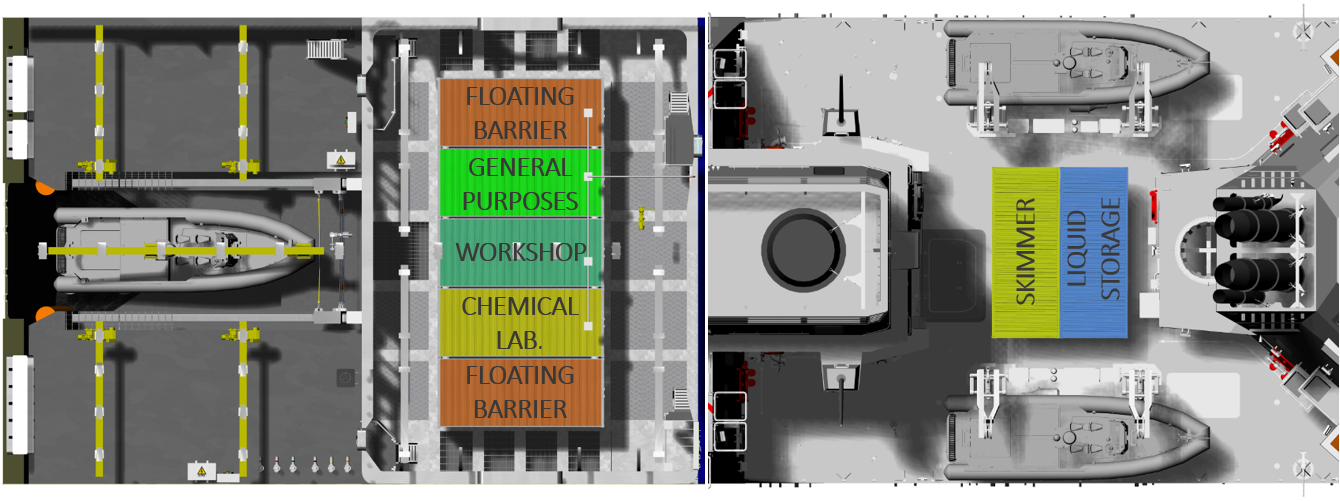 FLOATING
BARRIER
GENERAL
PURPOSES
WORKSHOP
CHEMICAL
LAB.
FLOATING
BARRIER
SKIMMER
LIQUID
STORAGE